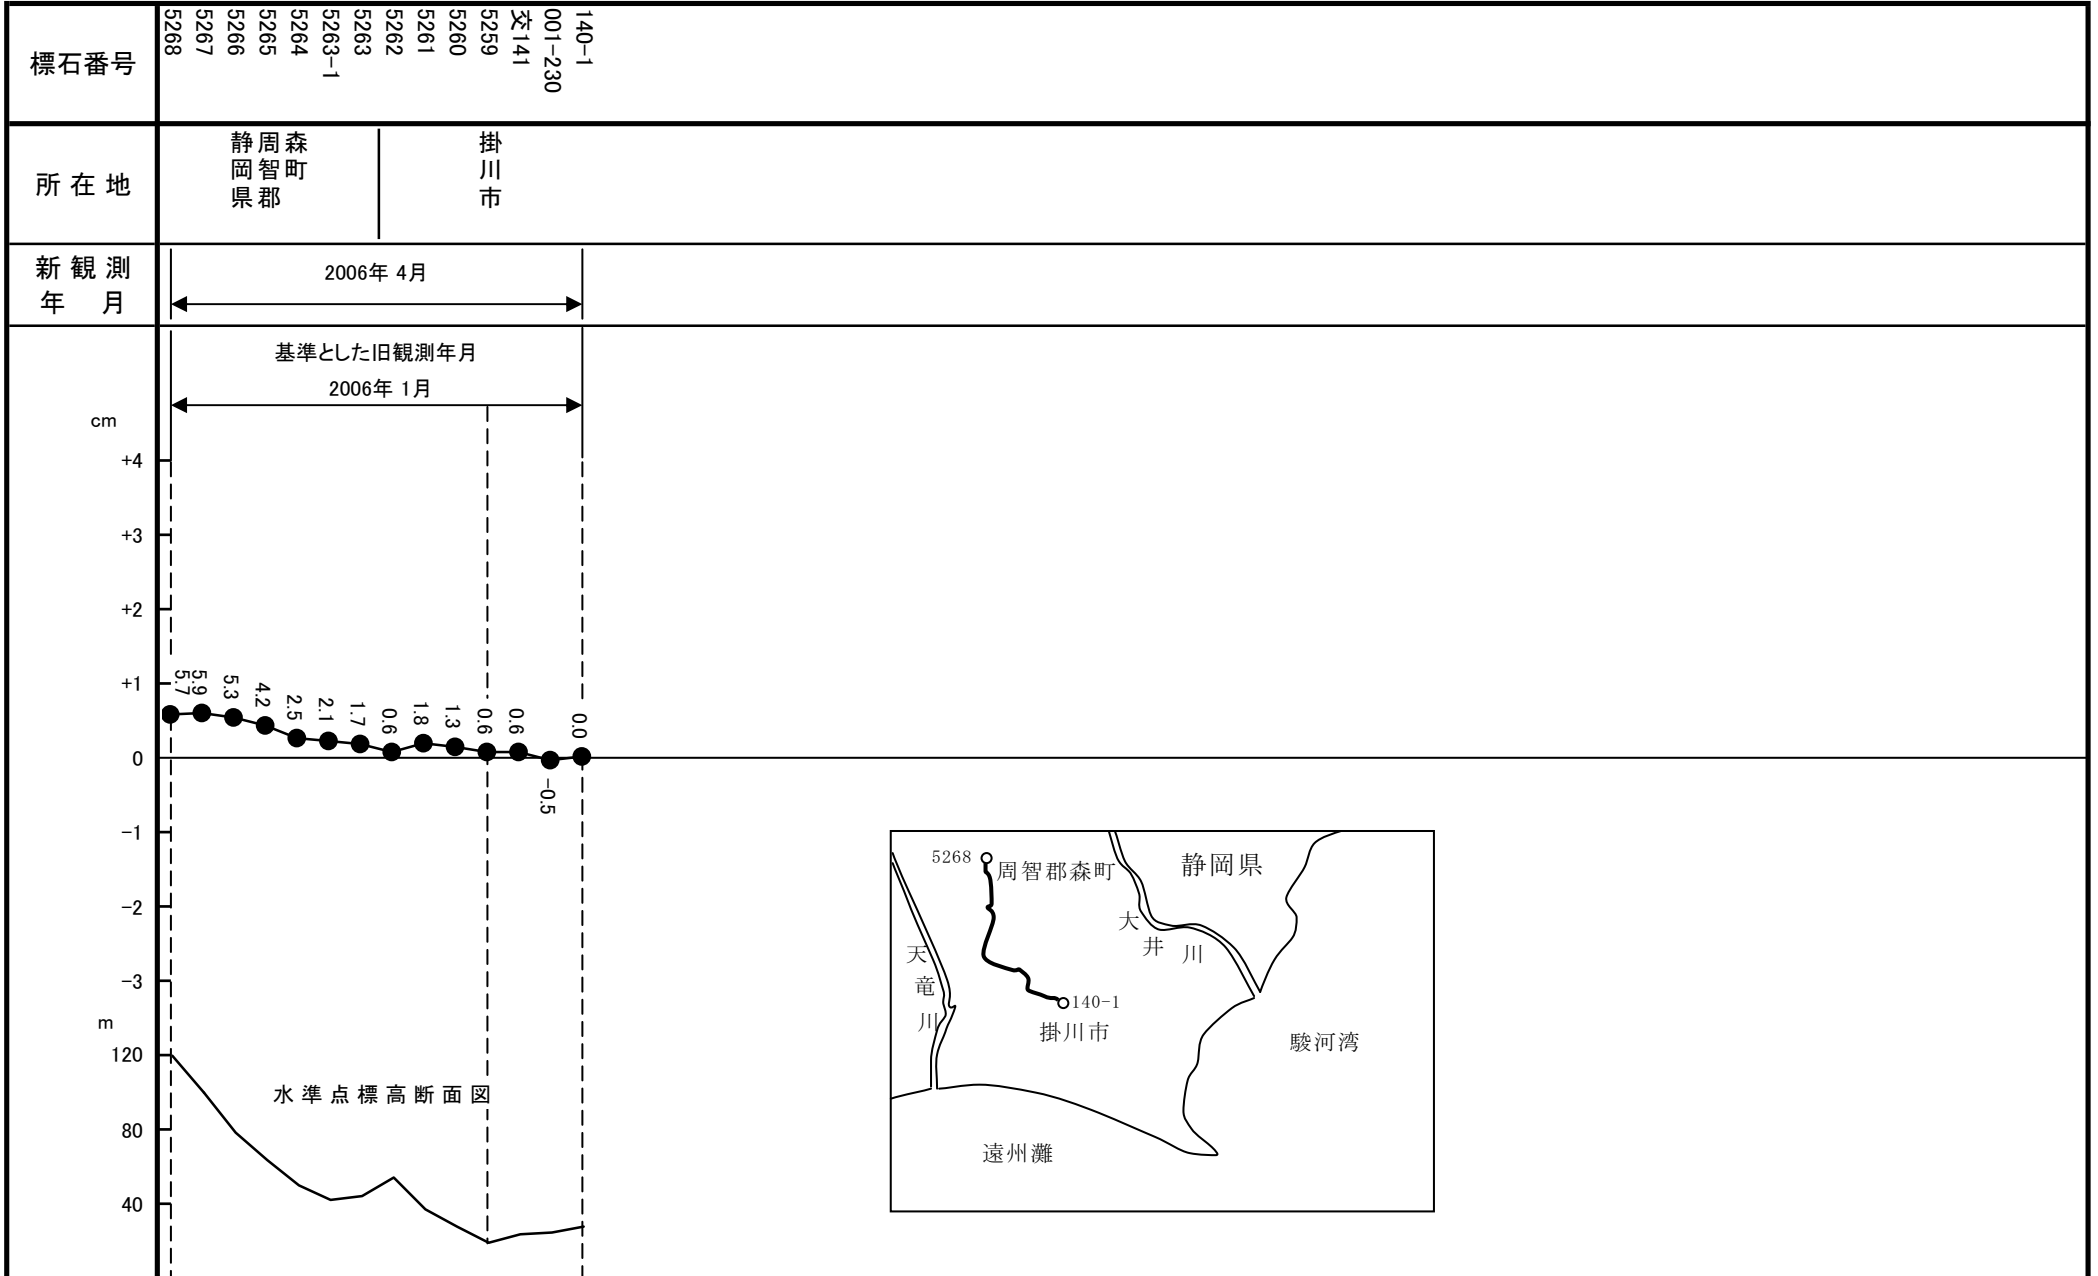 標石番号
5268
5267
5266
5265
5264
5263-1
5263
5262
5261
5260
5259
交141
001-230
140-1
所在地
静岡県
周智郡
森町
掛川市
新観測
年 月
2006年 4月
基準とした旧観測年月
2006年 1月
cm
+4
+3
+2
+1
0
-1
-2
-3
5.7
5.9
5.3
4.2
2.5
2.1
1.7
0.6
1.8
1.3
0.6
0.6
-0.5
0.0
m
120
80
40
水準点標高断面図
5268
周智郡森町
静岡県
大井川
天竜川
140-1
掛川市
駿河湾
遠州灘